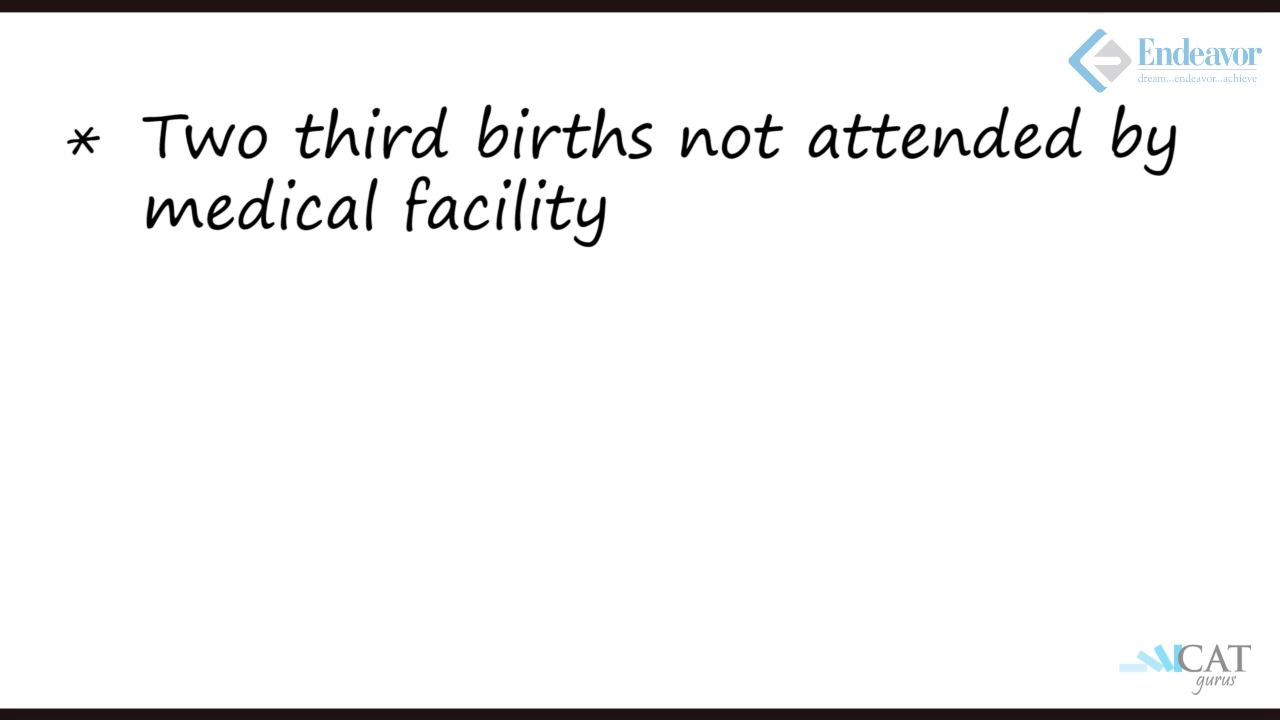 Endeavor
dream...endeavor...achieve
* Two third births not attended by
medical facility
CAT
gurus